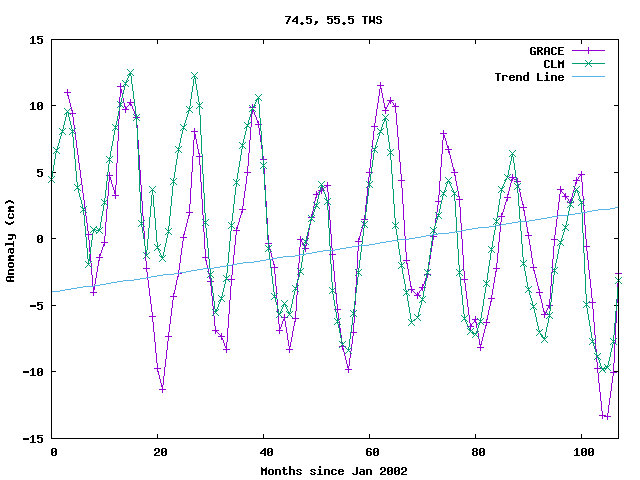 74.5, 55.5 TWS
GRACE
CLM
Trend Line
15
10
5
0
-5
-10
-15
Anomaly (cm)
0 20 40 60 80 100
Months since Jan 2002